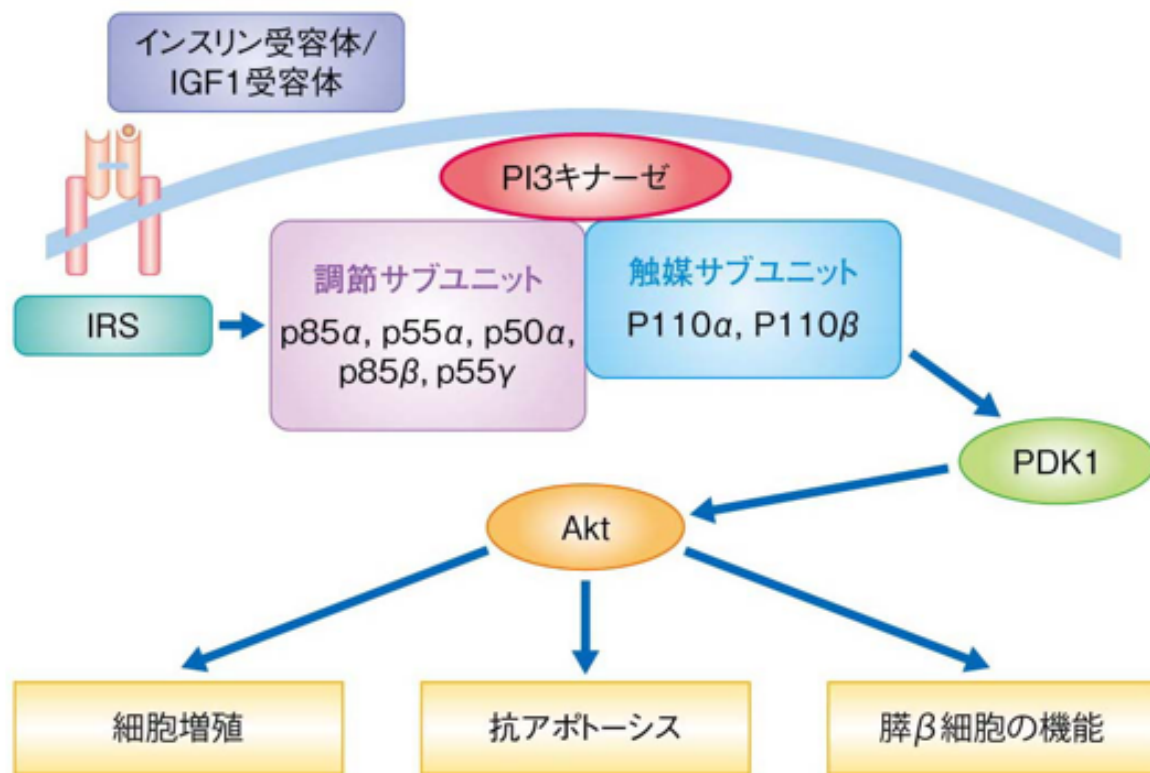 インスリン受容体/
IGF1受容体
PI3キナーゼ
調節サブユニット
p85α, p55α, p50α,
p85β, p55γ
触媒サブユニット
P110α, P110β
IRS
PDK1
Akt
細胞増殖
抗アポトーシス
膵β細胞の機能